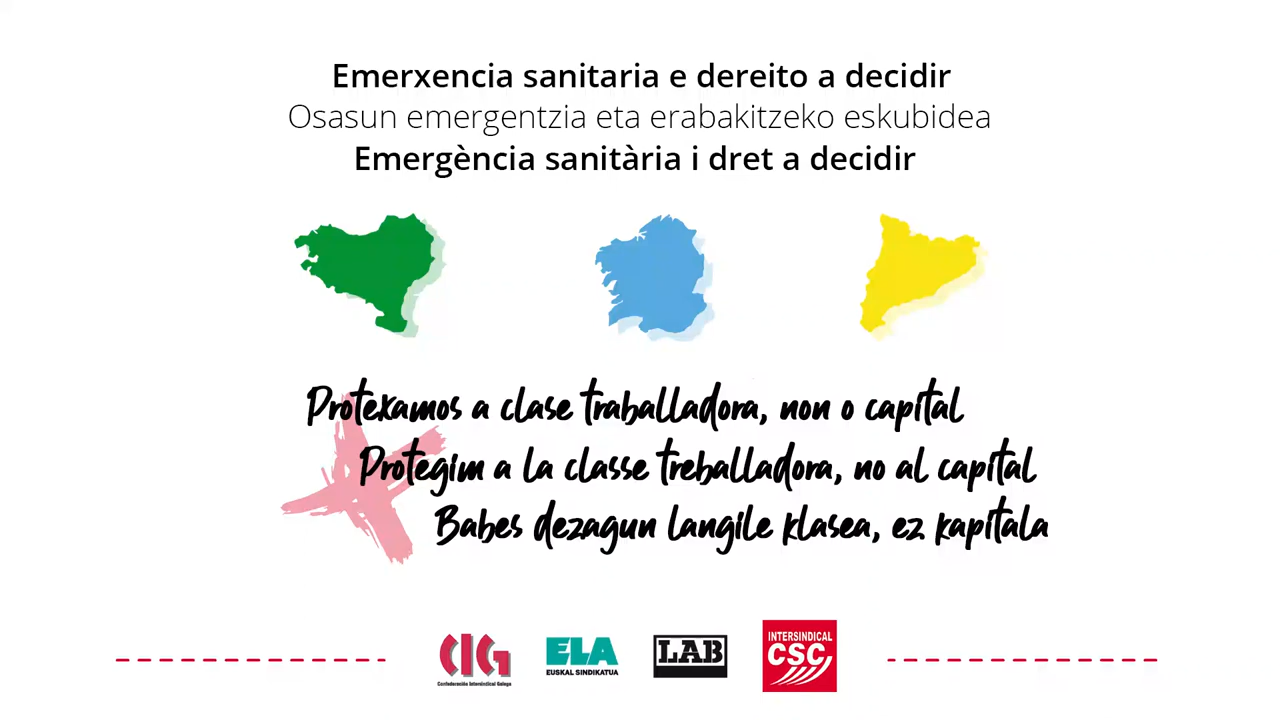 Emerxencia sanitaria e dereito a decidir
Osasun emergentzia eta erabakitzeko eskubidea
Emergència sanitària i dret a decidir
Protexamos a clase traballadora, non o capital
Protegim a la classe treballadora, no al capital
Babes dezagun langile klasea, ez kapitala
CIG
Confederación Intersindical Galega
ELA
EUSKAL SINDIKATUA
LAB
INTERSINDICAL
CSC